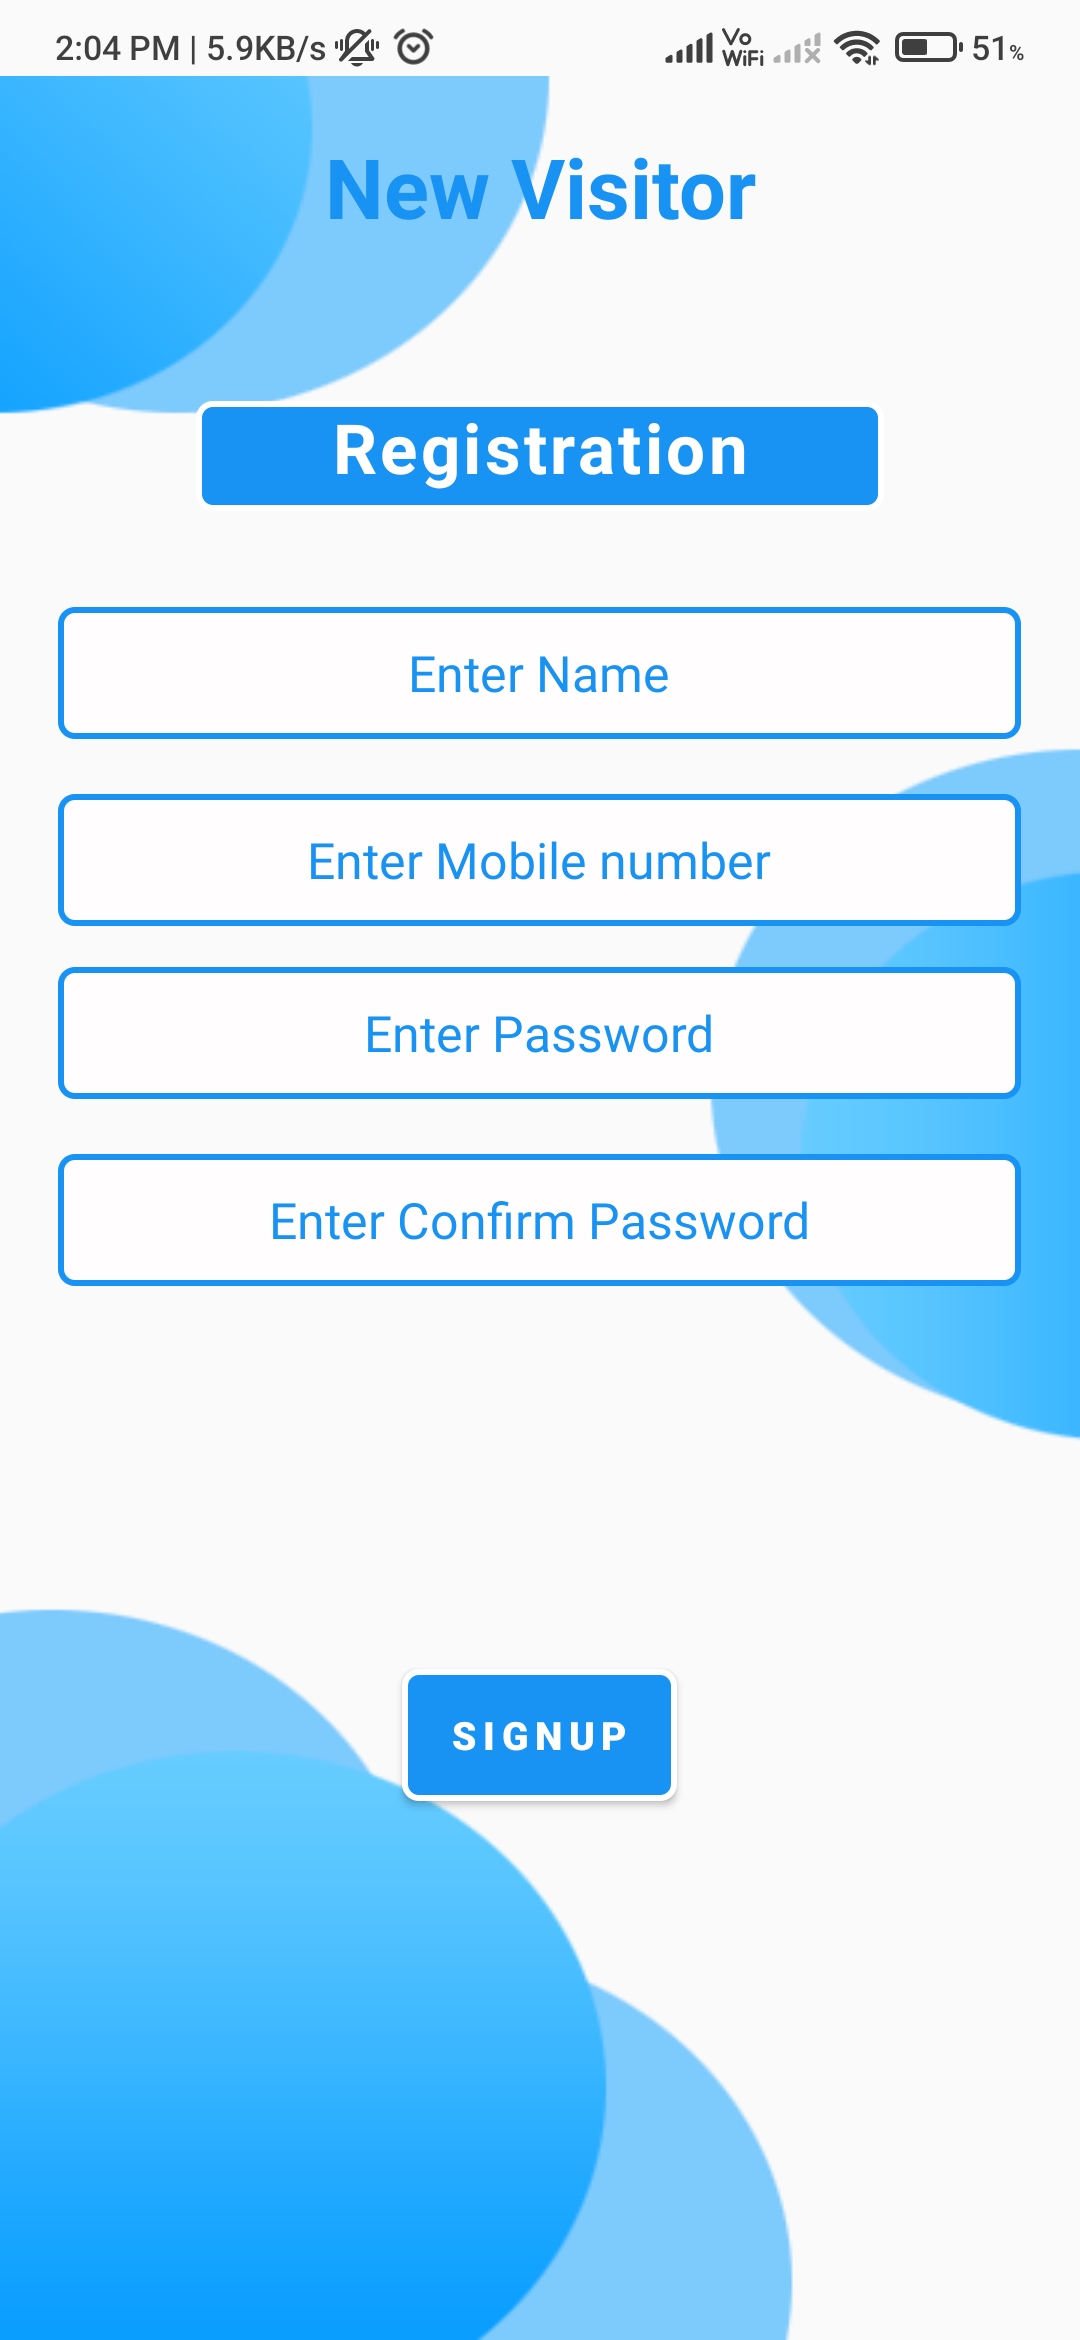 2:04 PM | 5.9KB/s Vo WiFi 51%
New Visitor
Registration
Enter Name
Enter Mobile number
Enter Password
Enter Confirm Password
SIGNUP